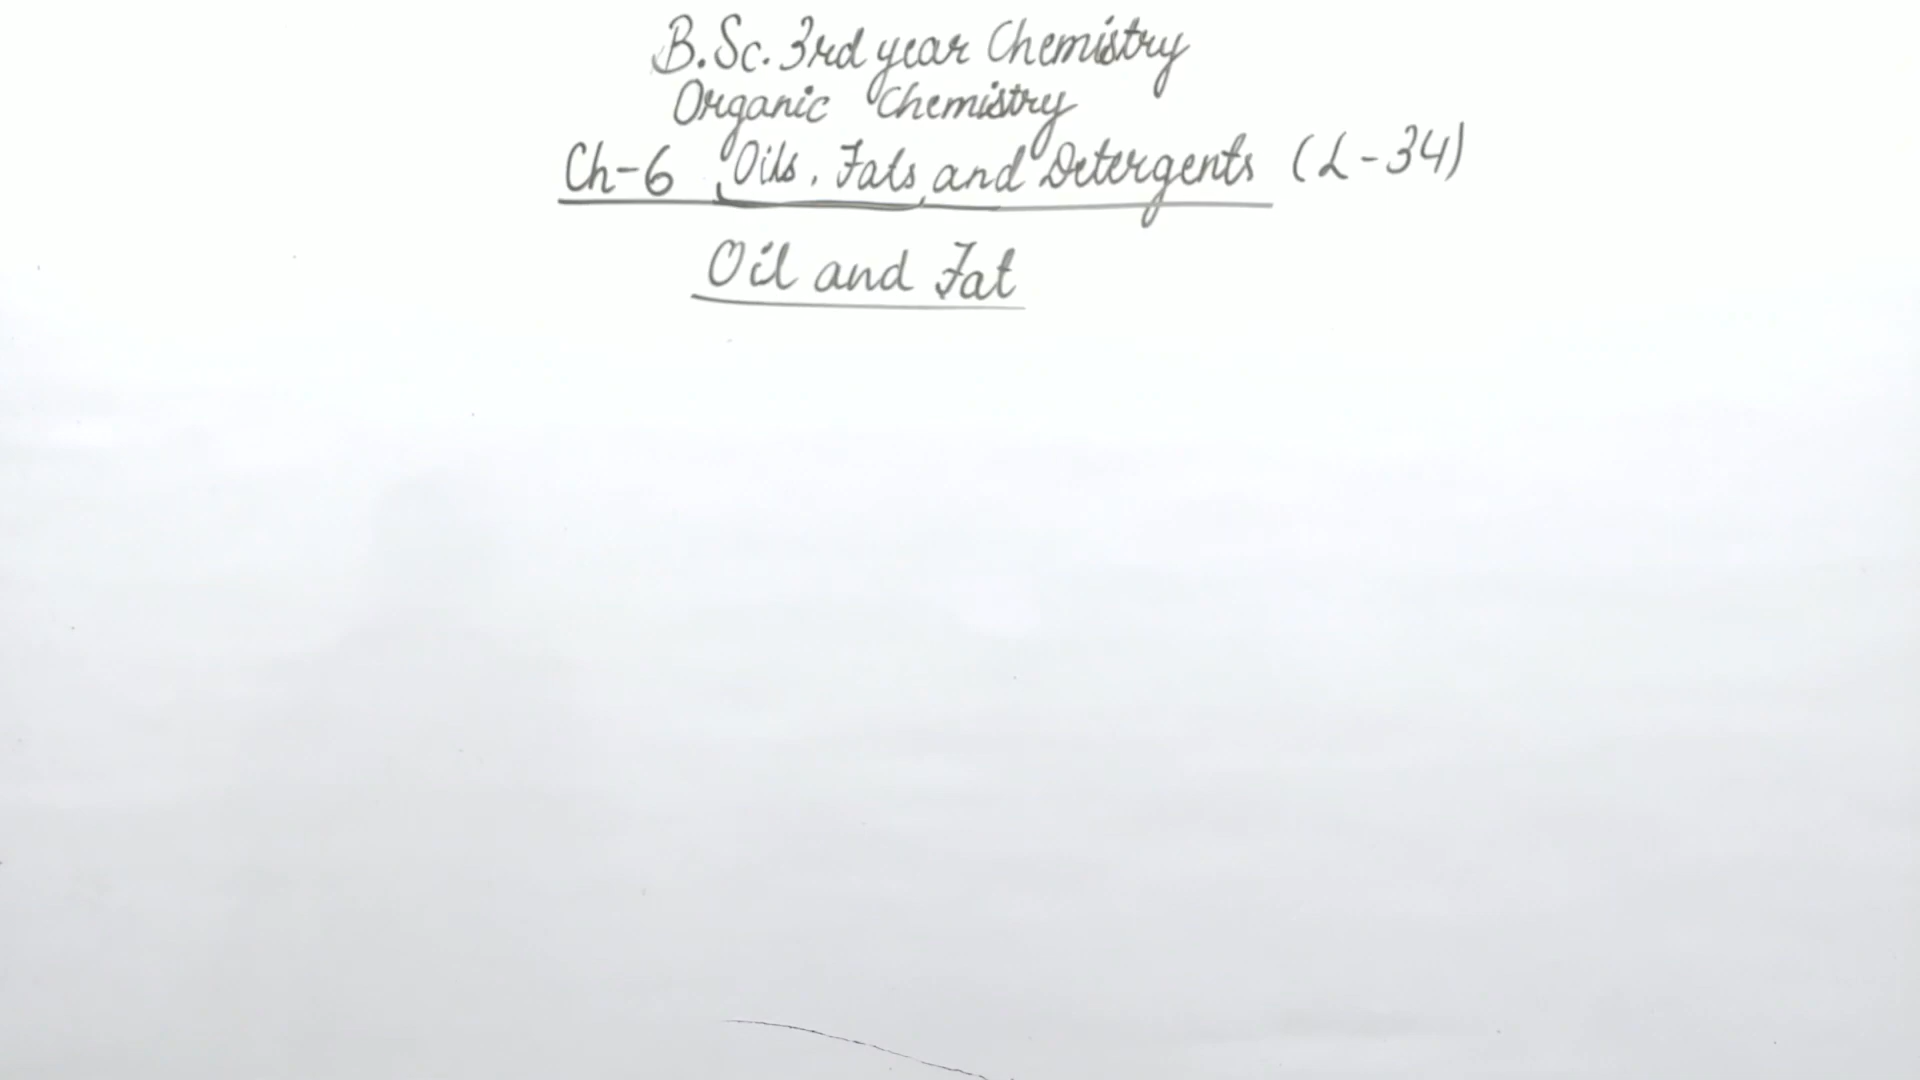 B.Sc. 3rd year Chemistry
Organic Chemistry
Ch-6 Oils, Fats and Detergents (L-34)
Oil and Fat